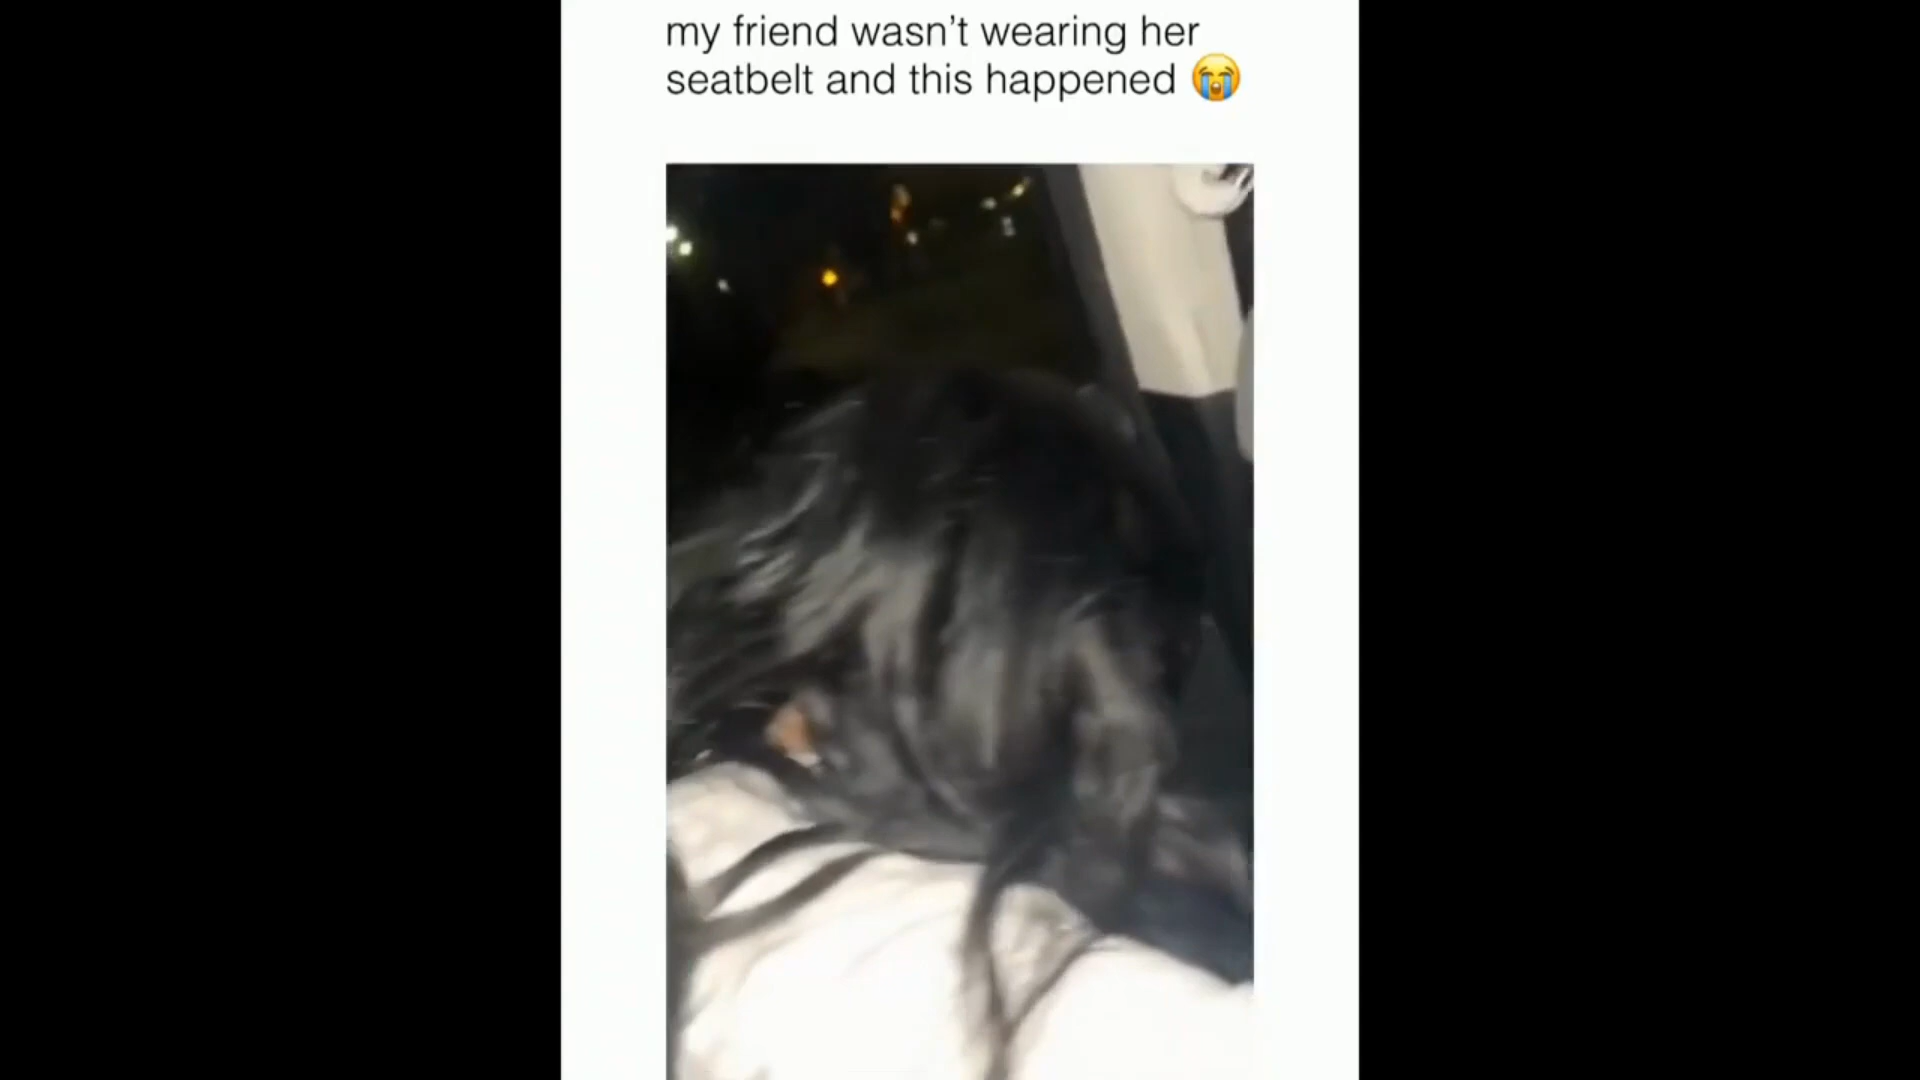 my friend wasn’t wearing her
seatbelt and this happened 😭